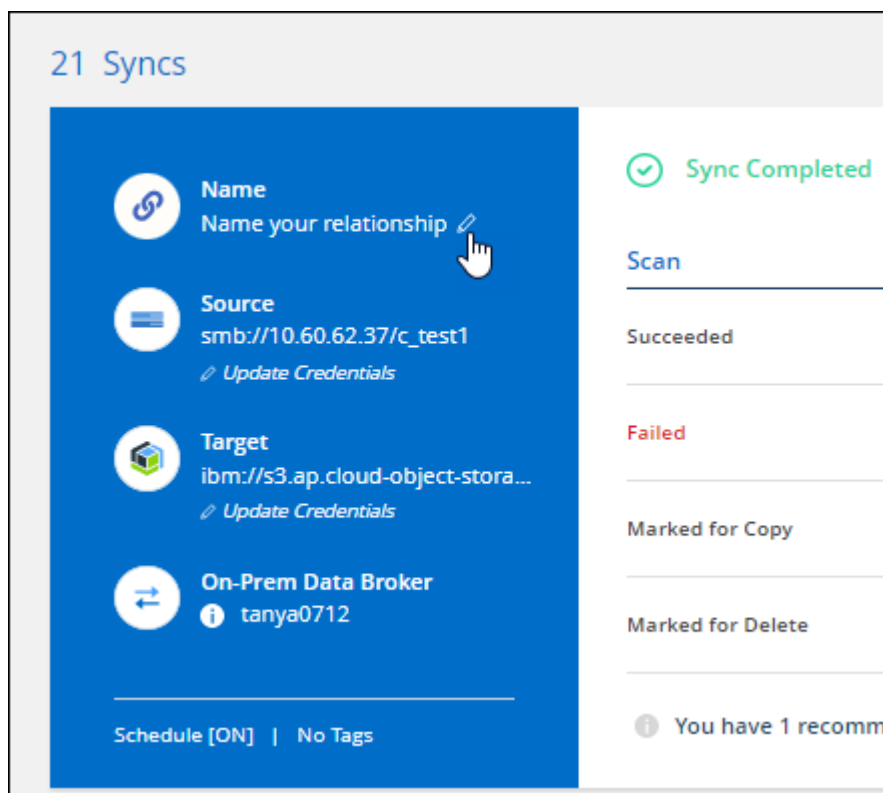 21 Syncs
Name
Name your relationship
Source
smb://10.60.62.37/c_test1
Update Credentials
Target
ibm://s3.ap.cloud-object-stora...
Update Credentials
On-Prem Data Broker
tanya0712
Schedule [ON] | No Tags
Sync Completed
Scan
Succeeded
Failed
Marked for Copy
Marked for Delete
You have 1 recomm